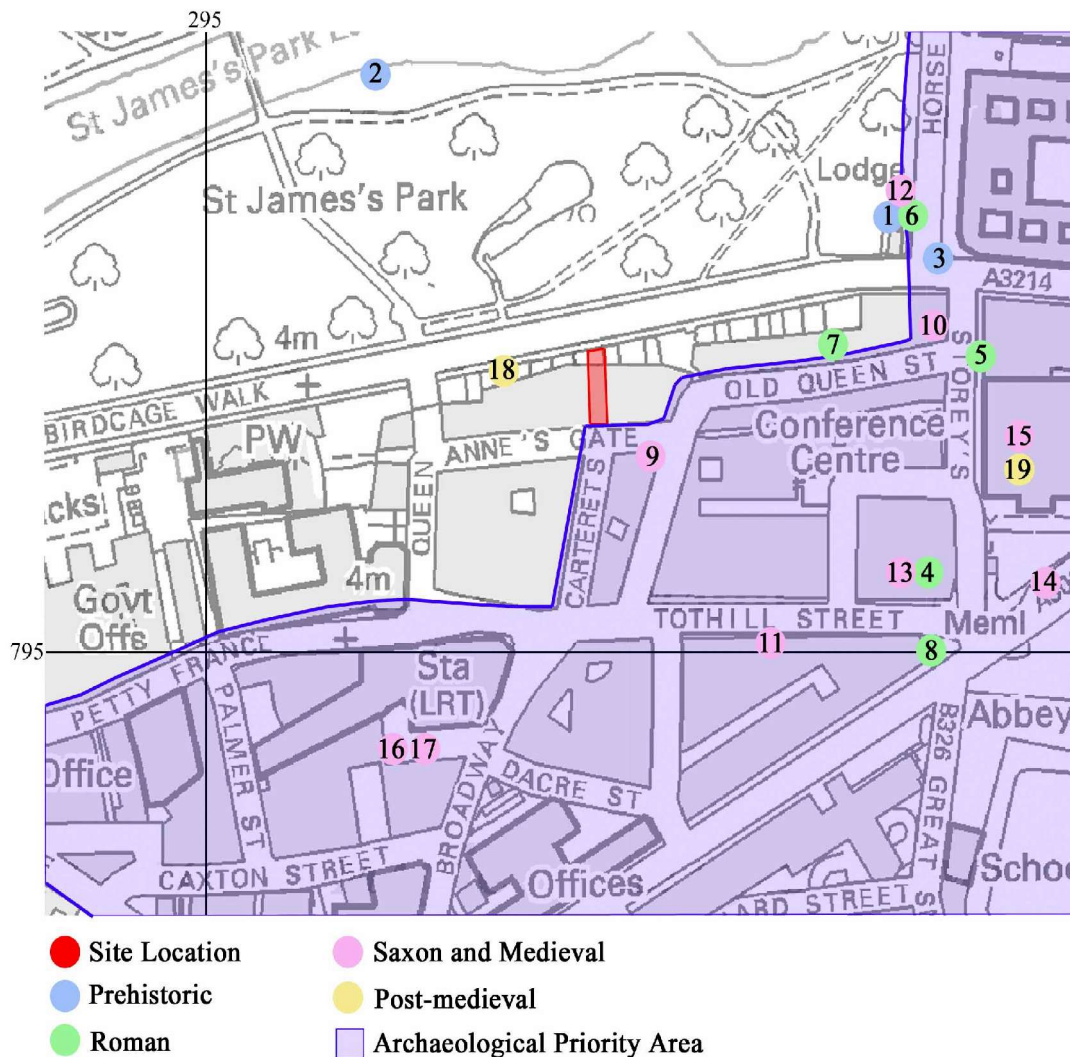 295
St James's Park
2
HORSE
St James's Park
Lodge
12
1
6
3
A3214
4m
10
7
5
18
STOREY'S
BIRDCAGE WALK
OLD QUEEN ST
PW
ANNE'S GATE
Conference
Centre
15
9
19
QUEEN
CARTERET ST
4m
13
4
14
Govt
Offs
TOTHILL STREET
Meml
11
8
795
PETTY FRANCE
Sta
(LRT)
PALMER ST
Abbey
16
17
BROADWAY
B326 GREAT
Office
DACRE ST
CAXTON STREET
Offices
ARD STREET
Schoo
Site Location
Saxon and Medieval
Prehistoric
Post-medieval
Roman
Archaeological Priority Area